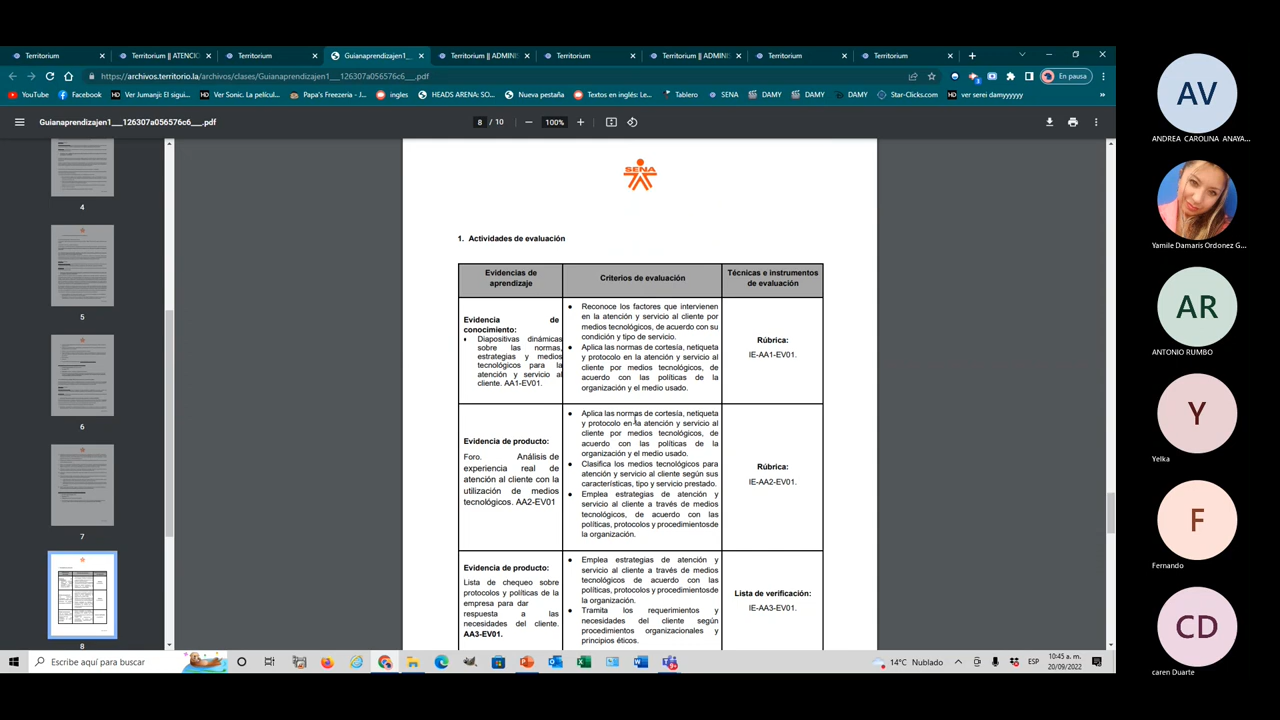 Territorium
Territorium || ATENCIO
Territorium
Guianaprendizajen1_
Territorium || ADMINIS
Territorium
Territorium || ADMINIS
Territorium
Territorium
https://archivos.territorio.la/archivos/clases/Guianaprendizajen1__126307a056576c6__.pdf
En pausa
YouTube
Facebook
Ver Jumanji: El sigui...
Ver Sonic. La pelícu...
Papa's Freezeria - J...
ingles
HEADS ARENA: SO...
Nueva pestaña
Textos en inglés: Le...
Tablero
SENA
DAMY
DAMY
DAMY
Star-Clicks.com
ver serei damyyyyyy
»
Guianaprendizajen1__126307a056576c6__.pdf
8 / 10
100%
4
5
6
7
8
SENA
1. Actividades de evaluación
Evidencias de
aprendizaje
Criterios de evaluación
Técnicas e instrumentos
de evaluación
Evidencia de
conocimiento:
• Diapositivas dinámicas
sobre las normas,
estrategias y medios
tecnológicos para la
atención y servicio al
cliente. AA1-EV01.
• Reconoce los factores que intervienen
en la atención y servicio al cliente por
medios tecnológicos, de acuerdo con su
condición y tipo de servicio.
• Aplica las normas de cortesía, netiqueta
y protocolo en la atención y servicio al
cliente por medios tecnológicos, de
acuerdo con las políticas de la
organización y el medio usado.
Rúbrica:
IE-AA1-EV01.
Evidencia de producto:
Foro. Análisis de
experiencia real de
atención al cliente con la
utilización de medios
tecnológicos. AA2-EV01
• Aplica las normas de cortesía, netiqueta
y protocolo en la atención y servicio al
cliente por medios tecnológicos, de
acuerdo con las políticas de la
organización y el medio usado.
• Clasifica los medios tecnológicos para
atención y servicio al cliente según sus
características, tipo y servicio prestado.
• Emplea estrategias de atención y
servicio al cliente a través de medios
tecnológicos, de acuerdo con las
políticas, protocolos y procedimientosde
la organización.
Rúbrica:
IE-AA2-EV01.
Evidencia de producto:
Lista de chequeo sobre
protocolos y políticas de la
empresa para dar
respuesta a las
necesidades del cliente.
AA3-EV01.
• Emplea estrategias de atención y
servicio al cliente a través de medios
tecnológicos de acuerdo con las
políticas, protocolos y procedimientosde
la organización.
• Tramita los requerimientos y
necesidades del cliente según
procedimientos organizacionales y
principios éticos.
Lista de verificación:
IE-AA3-EV01.
Escribe aquí para buscar
14°C Nublado
ESP
10:45 a. m.
20/09/2022
AV
ANDREA CAROLINA ANAYA...
Yamile Damaris Ordonez G...
AR
ANTONIO RUMBO
Y
Yelka
F
Fernando
CD
caren Duarte